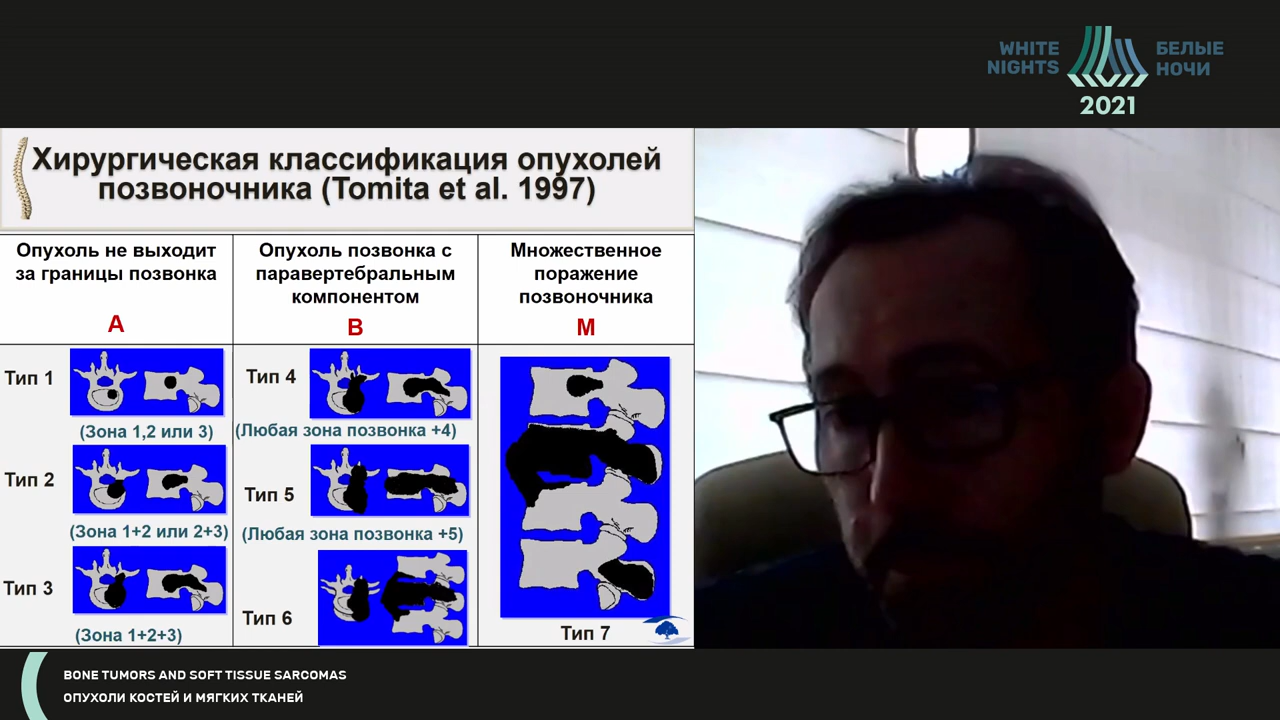 WHITE
NIGHTS
БЕЛЫЕ
НОЧИ
2021
Хирургическая классификация опухолей
позвоночника (Tomita et al. 1997)
Опухоль не выходит
за границы позвонка
А
Опухоль позвонка с
паравертебральным
компонентом
В
Множественное
поражение
позвоночника
М
Тип 1
(Зона 1,2 или 3)
Тип 2
(Зона 1+2 или 2+3)
Тип 3
(Зона 1+2+3)
Тип 4
(Любая зона позвонка +4)
Тип 5
(Любая зона позвонка +5)
Тип 6
Тип 7
BONE TUMORS AND SOFT TISSUE SARCOMAS
ОПУХОЛИ КОСТЕЙ И МЯГКИХ ТКАНЕЙ